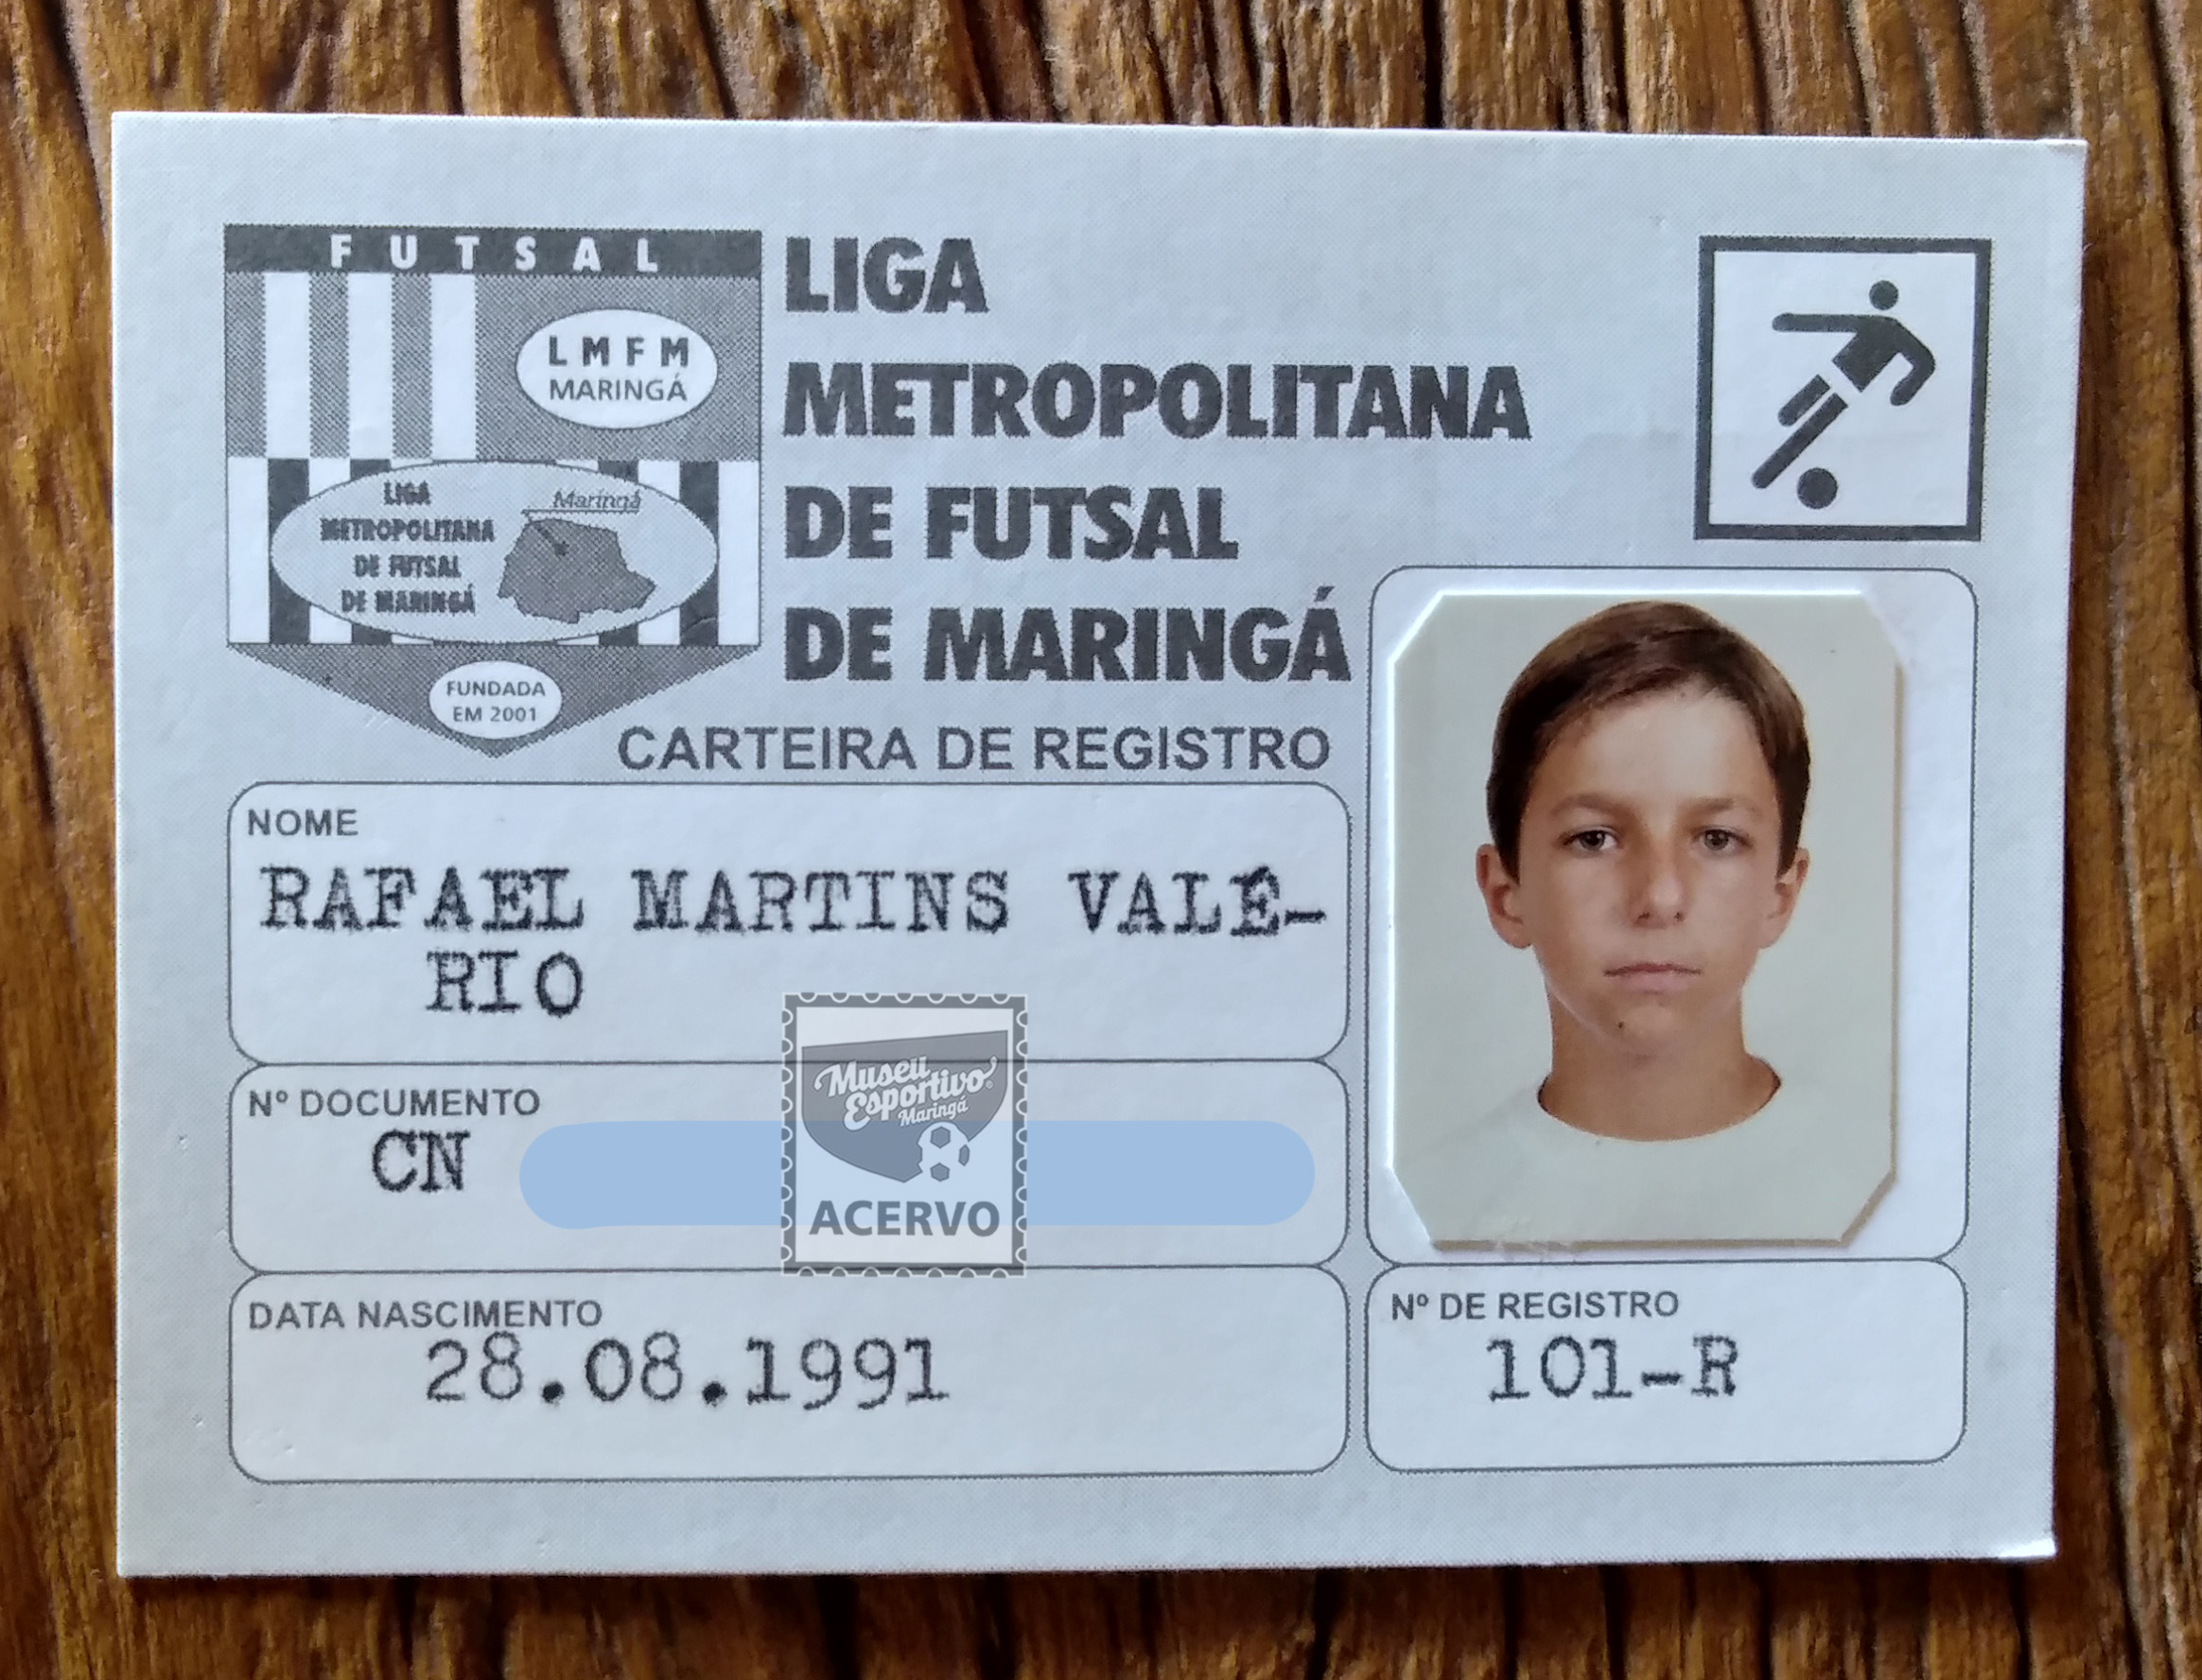 FUTSAL
LMFM
MARINGÁ
LIGA
METROPOLITANA
DE FUTSAL
DE MARINGÁ
Maringá
FUNDADA
EM 2001
LIGA
METROPOLITANA
DE FUTSAL
DE MARINGÁ
CARTEIRA DE REGISTRO
NOME
RAFAEL MARTINS VALÉ-
RIO
Nº DOCUMENTO
CN
Museu
Esportivo
Maringá
ACERVO
DATA NASCIMENTO
28.08.1991
Nº DE REGISTRO
101-R